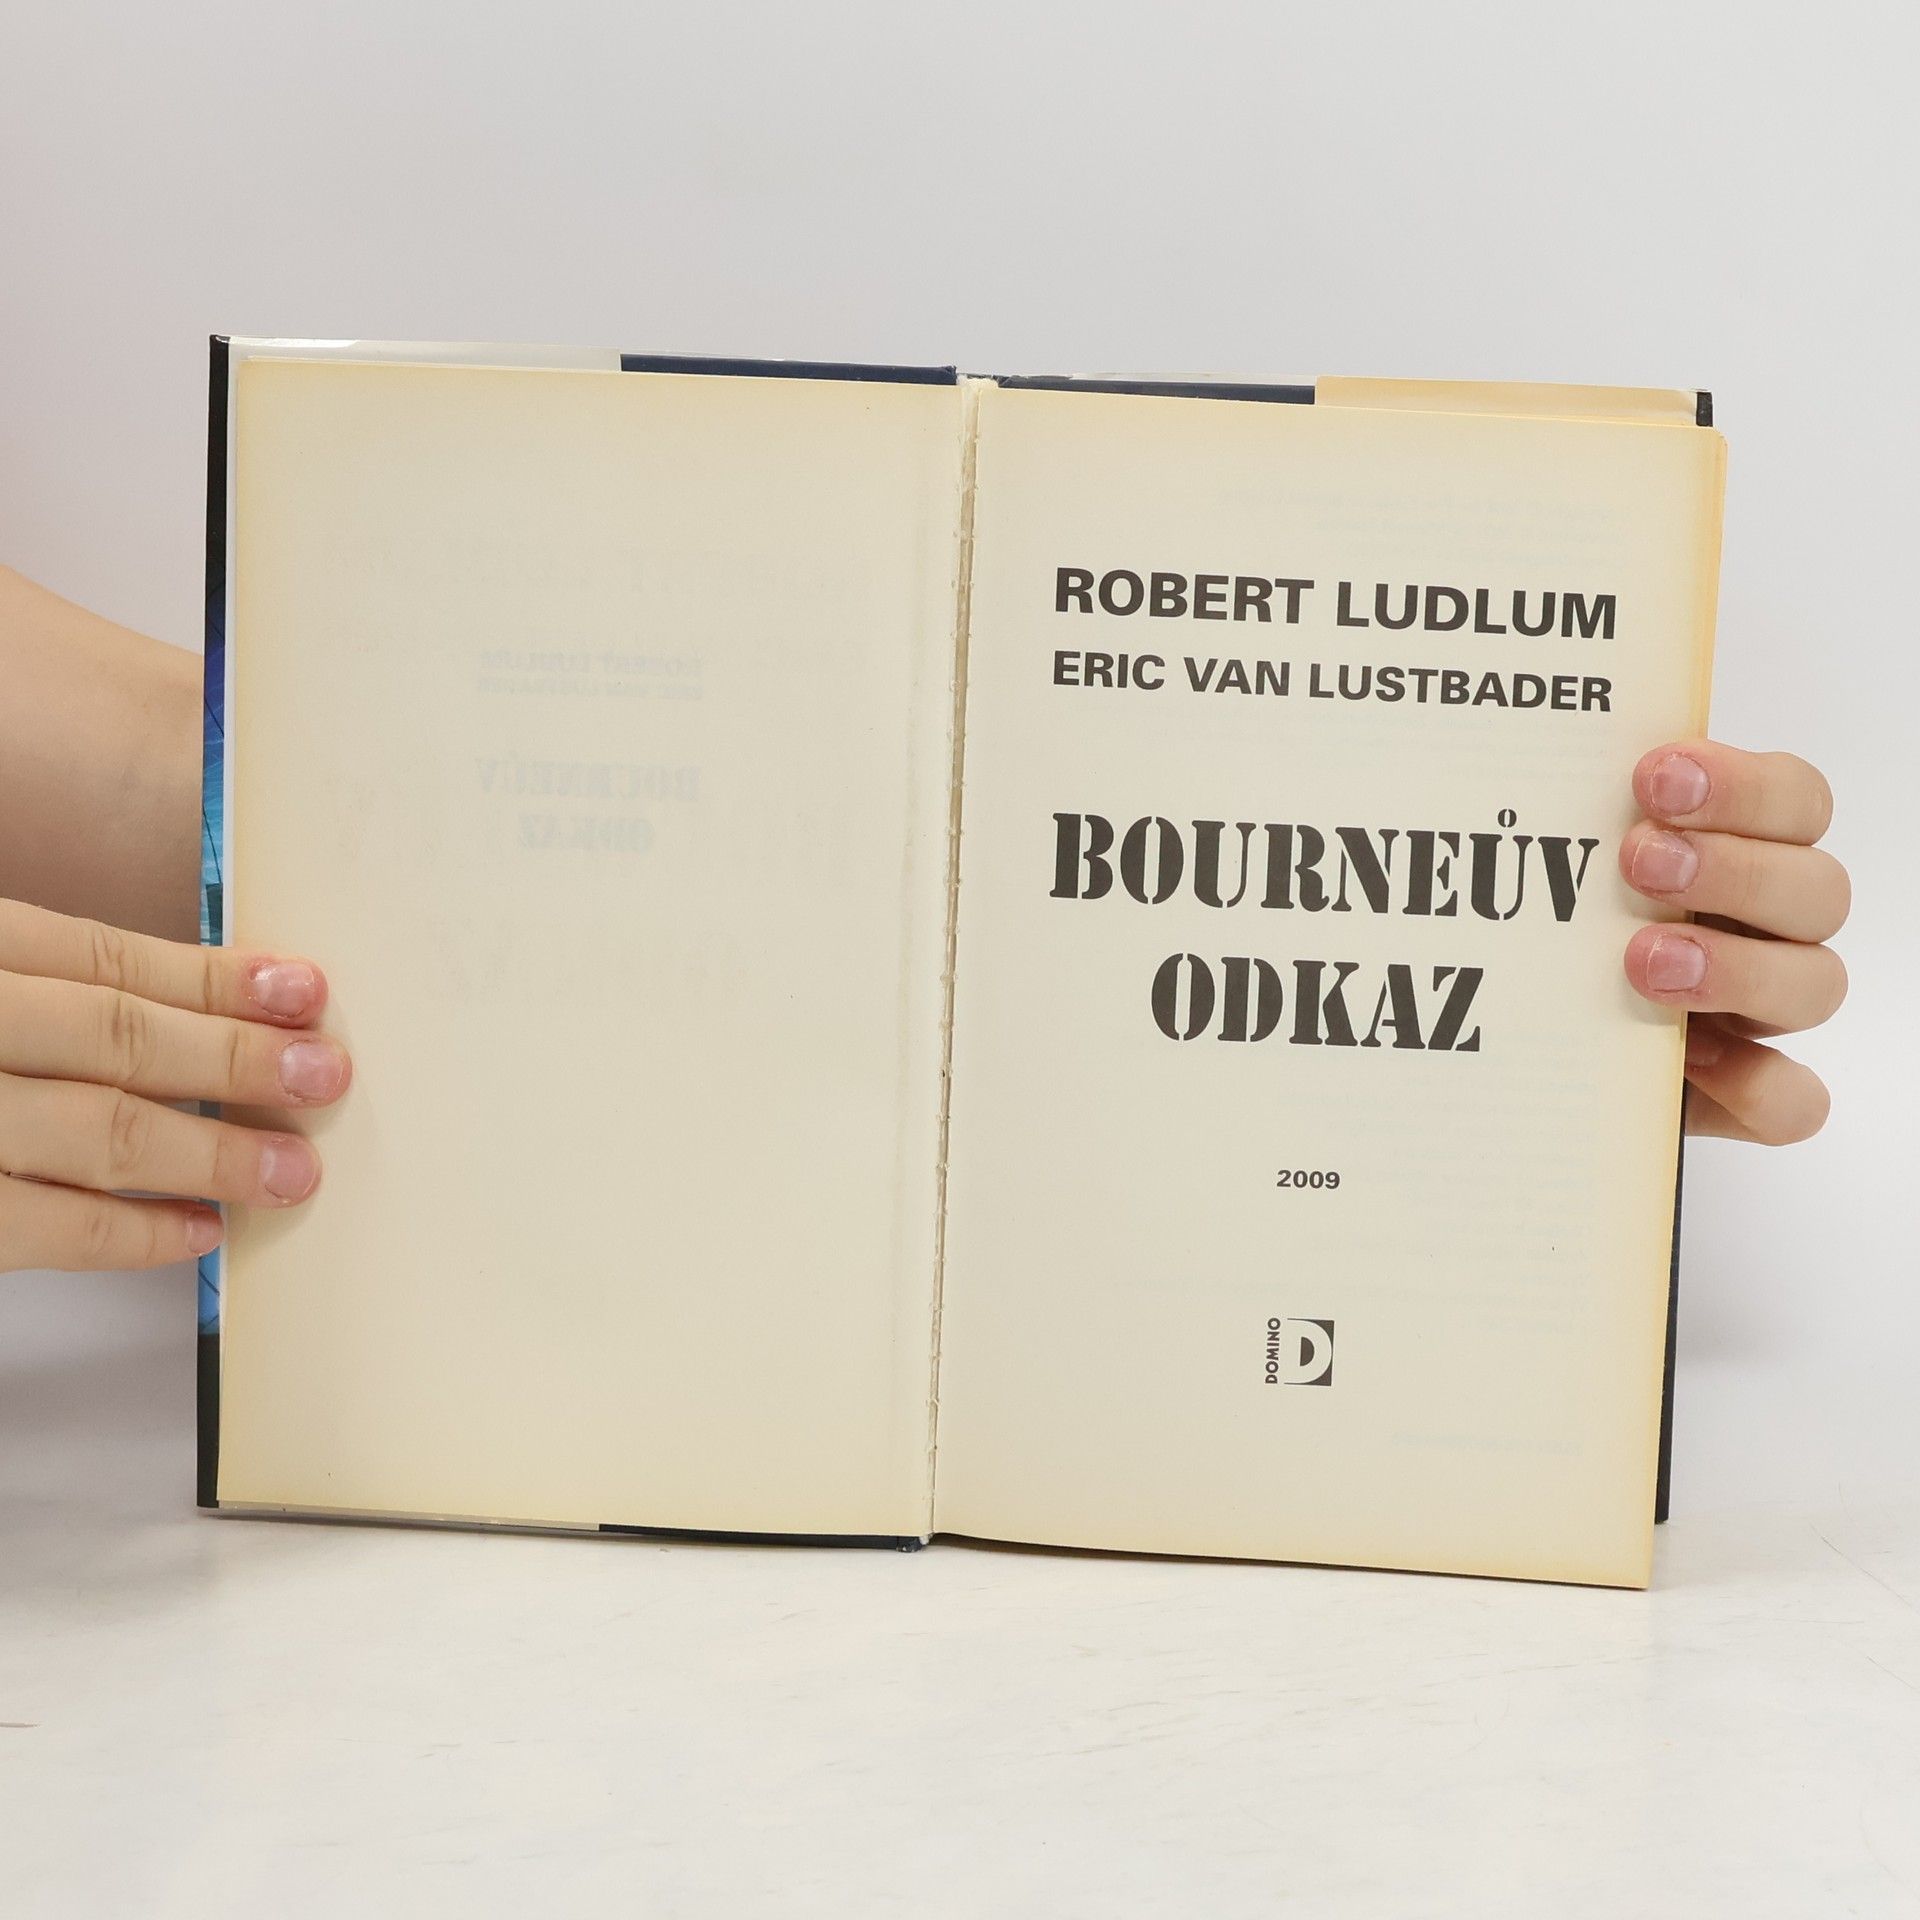 ROBERT LUDLUM
ERIC VAN LUSTBADER
BOURNEŮV
ODKAZ
2009
DOMINO
D